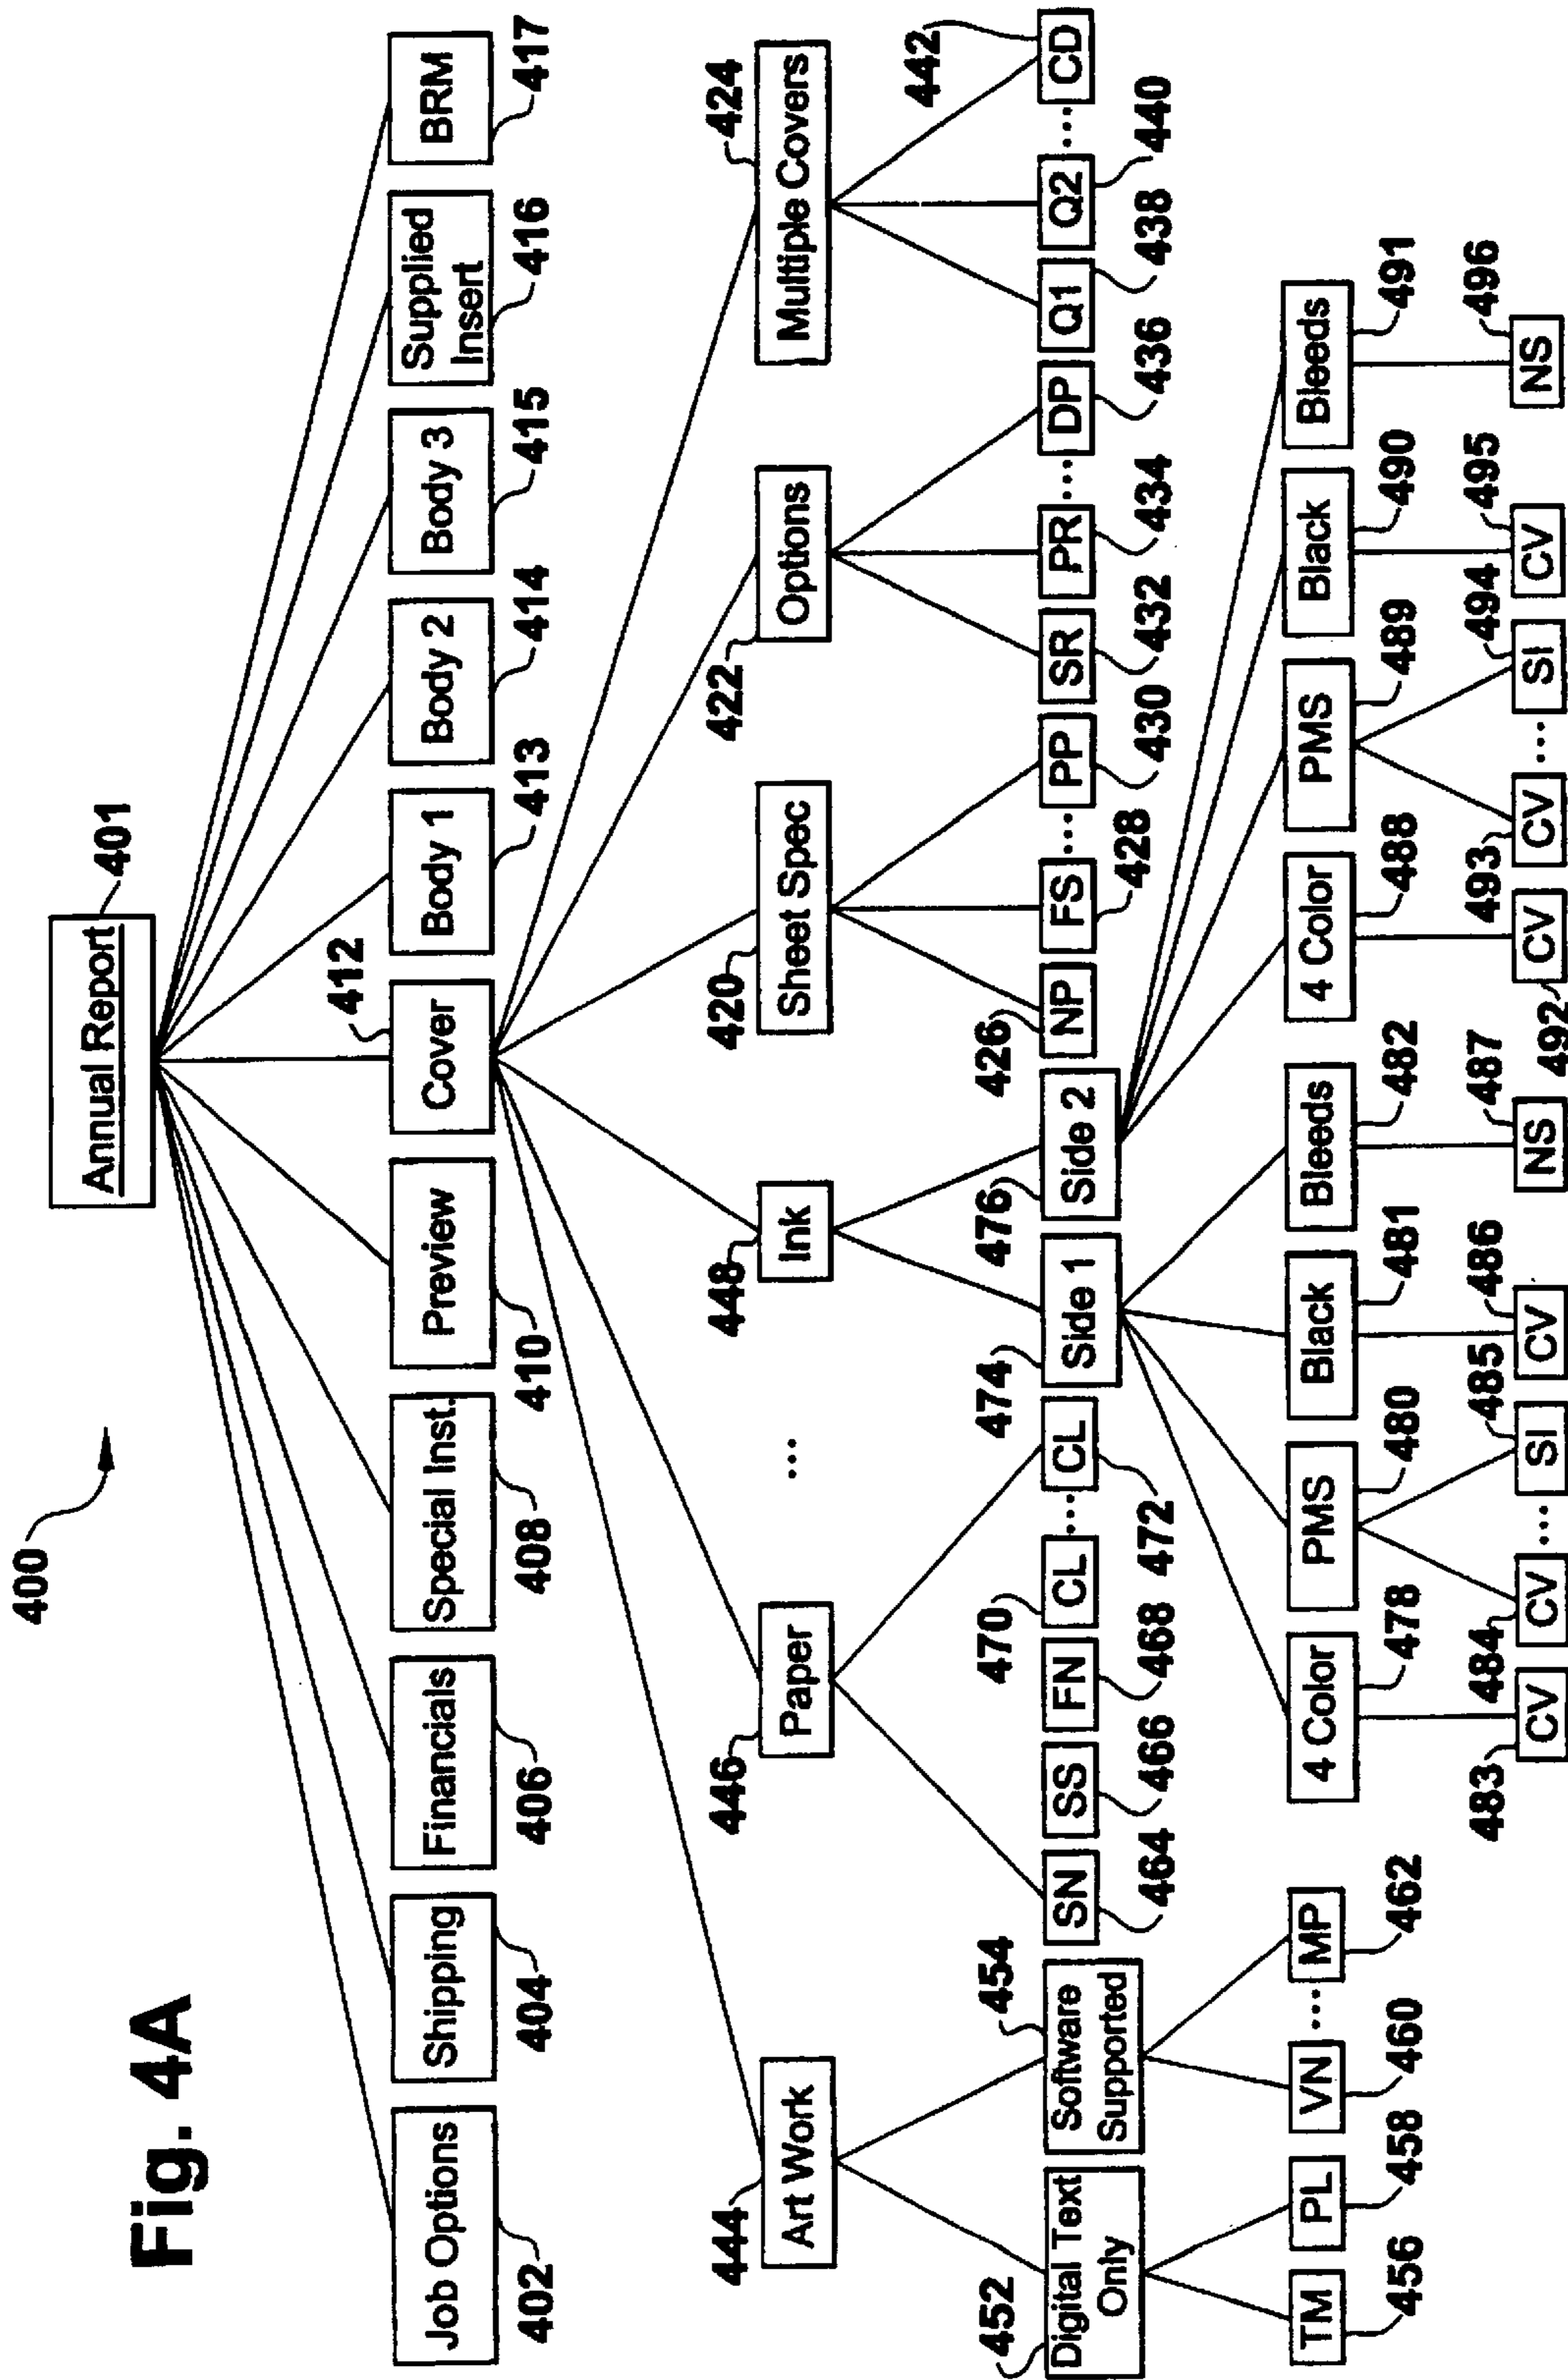 Fig. 4A
400
Annual Report
401
Job Options
402
Shipping
404
Financials
406
Special Inst.
408
Preview
410
Cover
412
Body 1
413
Body 2
414
Body 3
415
Supplied
Insert
416
BRM
417
Art Work
444
Paper
446
...
Ink
448
Sheet Spec
420
Options
422
Multiple Covers
424
Digital Text
Only
452
Software
Supported
454
SN
464
SS
466
FN
468
CL
470
...
CL
472
Side 1
474
Side 2
476
NP
426
FS
428
...
PP
430
SR
432
PR
434
...
DP
436
Q1
438
Q2
440
...
CD
442
TM
456
PL
458
VN
460
...
MP
462
4 Color
478
PMS
480
Black
481
Bleeds
482
4 Color
488
PMS
489
Black
490
Bleeds
491
CV
483
CV
484
...
SI
485
CV
486
NS
487
CV
492
CV
493
...
SI
494
CV
495
NS
496